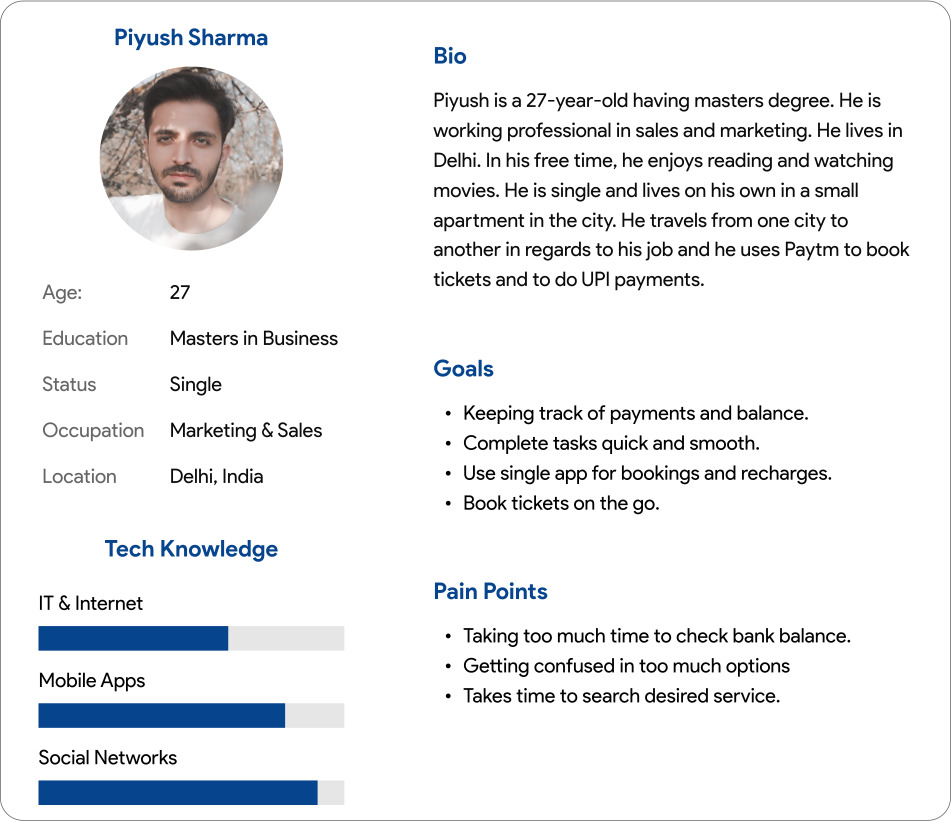 Piyush Sharma
Age: 27
Education Masters in Business
Status Single
Occupation Marketing & Sales
Location Delhi, India
Tech Knowledge
IT & Internet
Mobile Apps
Social Networks
Bio
Piyush is a 27-year-old having masters degree. He is
working professional in sales and marketing. He lives in
Delhi. In his free time, he enjoys reading and watching
movies. He is single and lives on his own in a small
apartment in the city. He travels from one city to
another in regards to his job and he uses Paytm to book
tickets and to do UPI payments.
Goals
• Keeping track of payments and balance.
• Complete tasks quick and smooth.
• Use single app for bookings and recharges.
• Book tickets on the go.
Pain Points
• Taking too much time to check bank balance.
• Getting confused in too much options
• Takes time to search desired service.